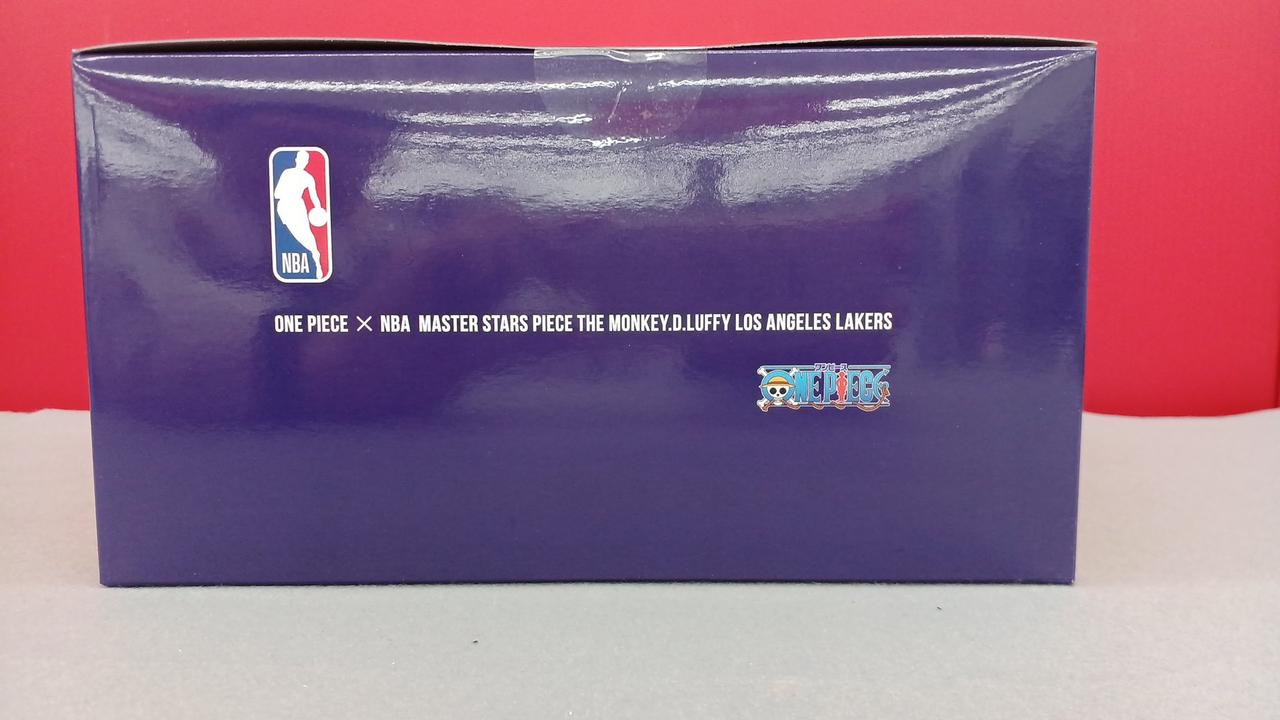 NBA
ONE PIECE × NBA MASTER STARS PIECE THE MONKEY.D.LUFFY LOS ANGELES LAKERS
ワンピース
ONE PIECE